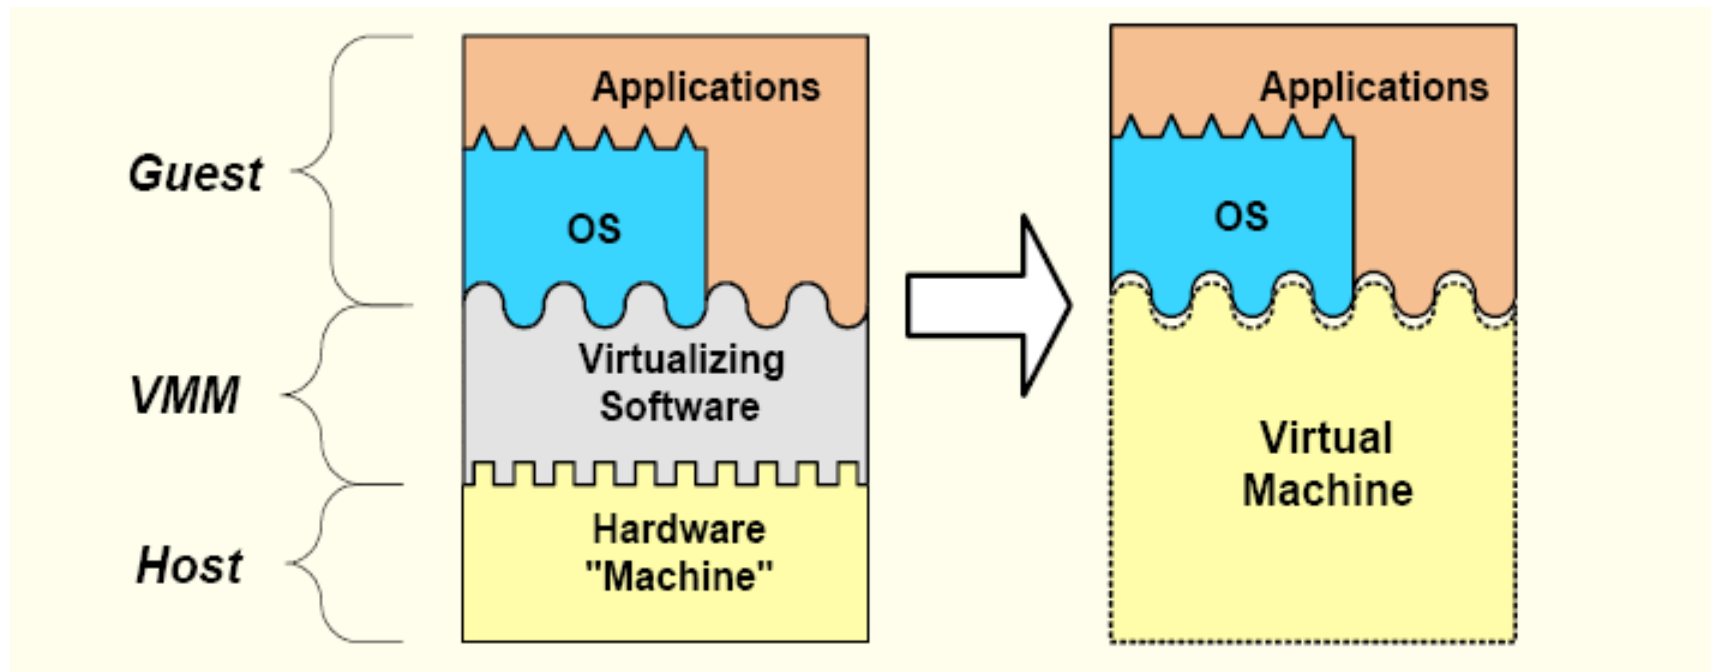 Guest
VMM
Host
Applications
OS
Virtualizing
Software
Hardware
"Machine"
Applications
OS
Virtual
Machine